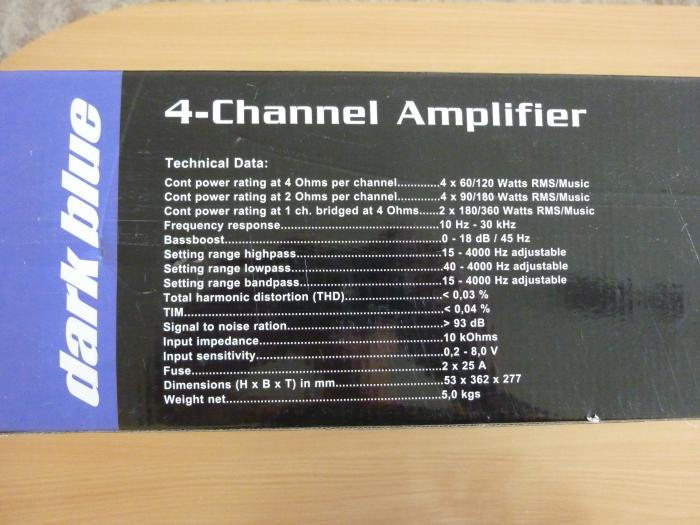 dark blue
4-Channel Amplifier
Technical Data:
Cont power rating at 4 Ohms per channel.............4 x 60/120 Watts RMS/Music
Cont power rating at 2 Ohms per channel.............4 x 90/180 Watts RMS/Music
Cont power rating at 1 ch. bridged at 4 Ohms......2 x 180/360 Watts RMS/Music
Frequency response................................................10 Hz - 30 kHz
Bassboost.................................................................0 - 18 dB / 45 Hz
Setting range highpass...........................................15 - 4000 Hz adjustable
Setting range lowpass.............................................40 - 4000 Hz adjustable
Setting range bandpass..........................................15 - 4000 Hz adjustable
Total harmonic distortion (THD).............................< 0,03 %
TIM.............................................................................< 0,04 %
Signal to noise ration..............................................> 93 dB
Input impedance.......................................................10 kOhms
Input sensitivity........................................................0,2 - 8,0 V
Fuse...........................................................................2 x 25 A
Dimensions (H x B x T) in mm................................53 x 362 x 277
Weight net.................................................................5,0 kgs